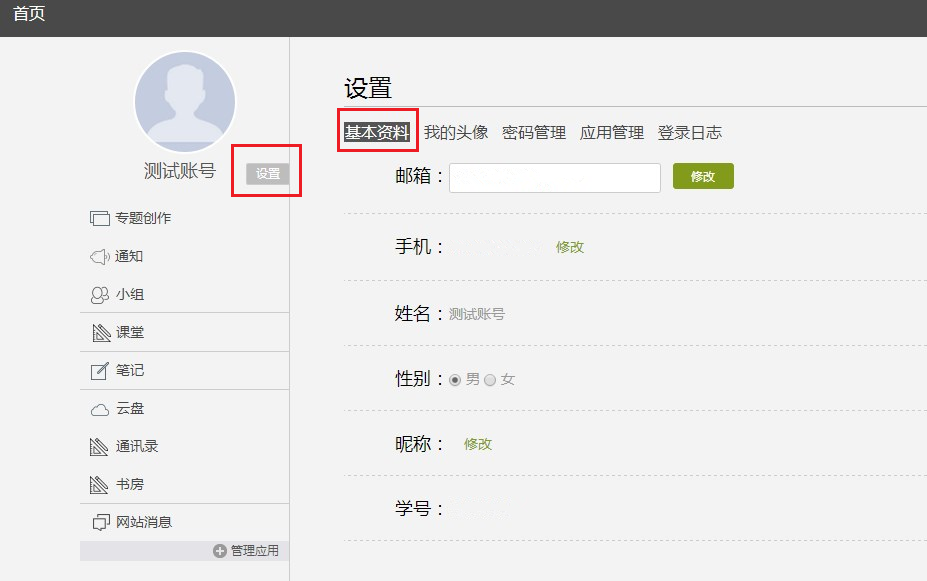 首页
测试账号
设置
专题创作
通知
小组
课堂
笔记
云盘
通讯录
书房
网站消息
管理应用
设置
基本资料 我的头像 密码管理 应用管理 登录日志
邮箱： 修改
手机： 修改
姓名：测试账号
性别： 男 女
昵称： 修改
学号：